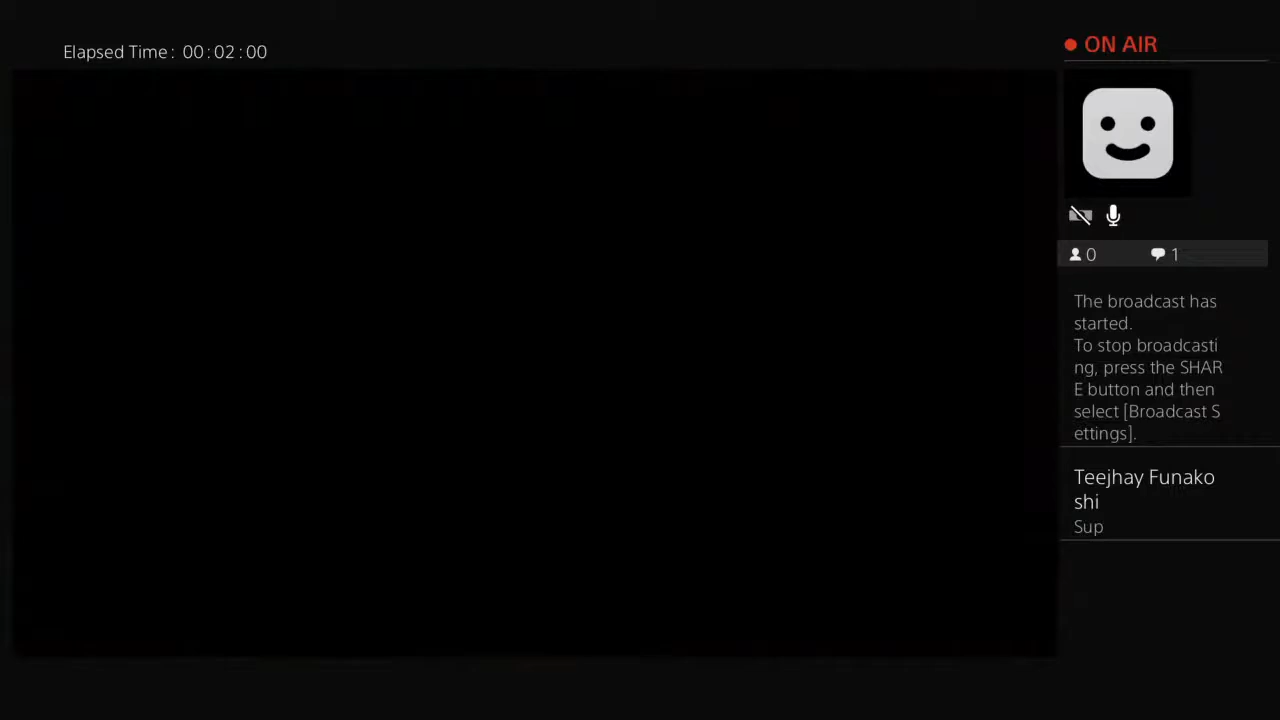 Elapsed Time: 00:02:00
ON AIR
0 1
The broadcast has
started.
To stop broadcasti
ng, press the SHAR
E button and then
select [Broadcast S
ettings].
Teejhay Funako
shi
Sup